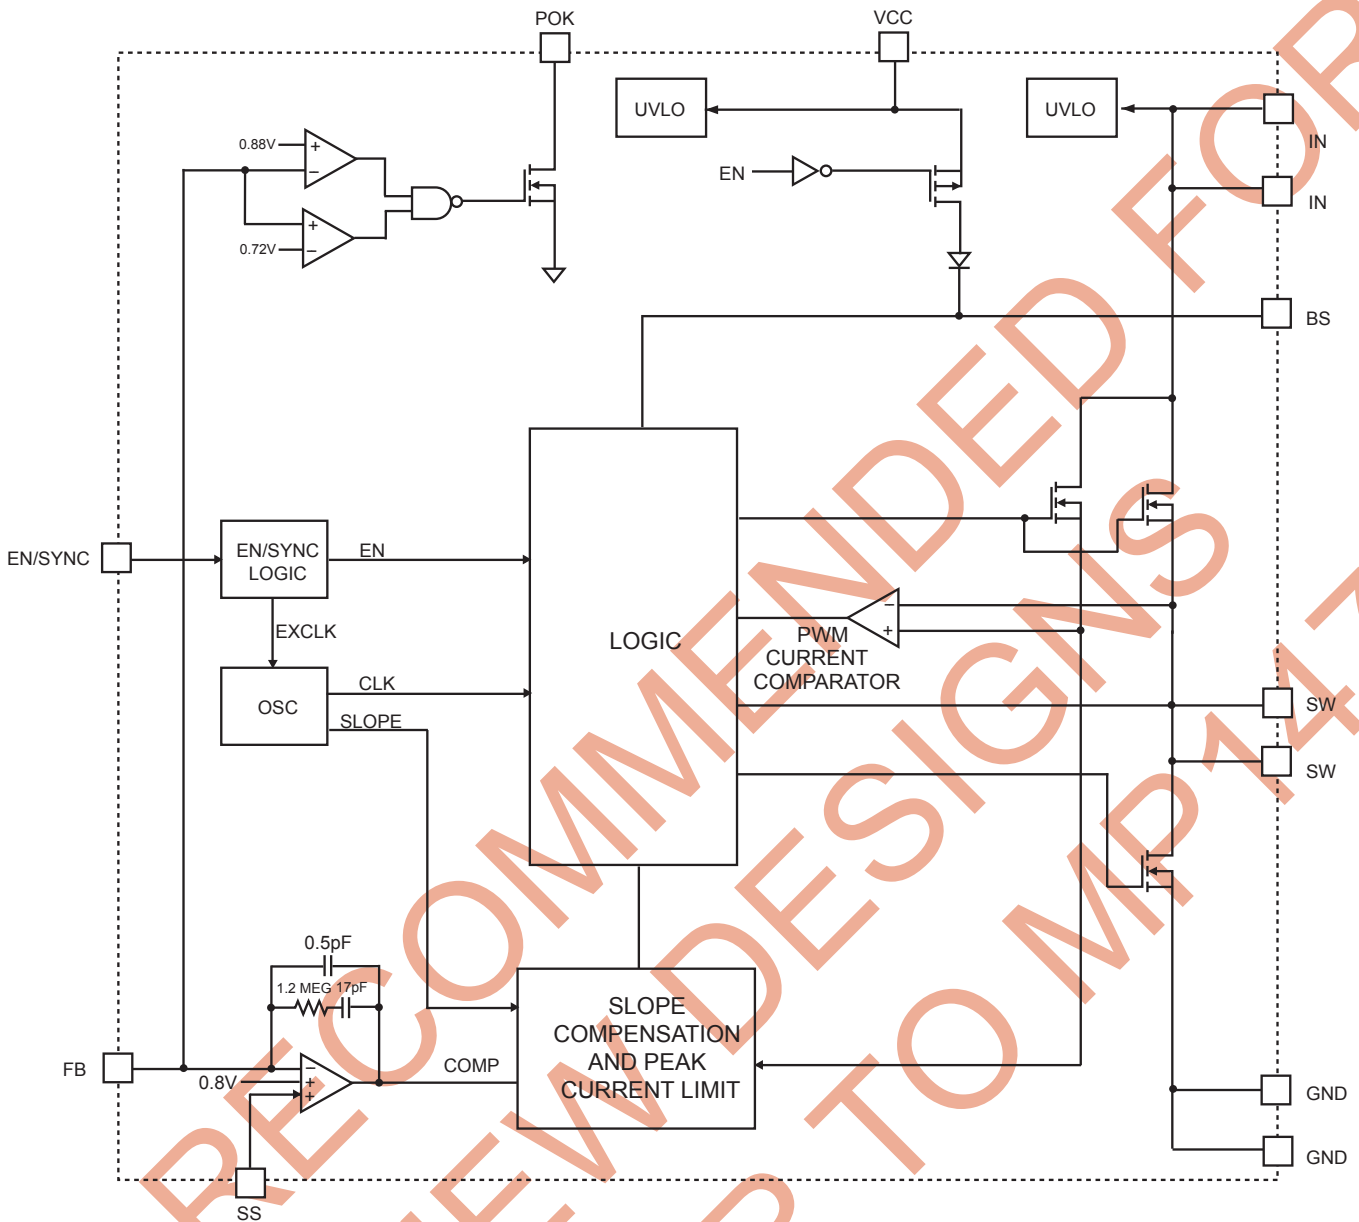 POK
VCC
UVLO
UVLO
IN
IN
0.88V
+
−
EN
+
0.72V
−
BS
EN/SYNC
EN/SYNC
LOGIC
EN
EXCLK
OSC
CLK
SLOPE
LOGIC
−
+
PWM
CURRENT
COMPARATOR
SW
SW
0.5pF
1.2 MEG 17pF
SLOPE
COMPENSATION
AND PEAK
CURRENT LIMIT
COMP
FB
−
0.8V
+
+
GND
GND
SS
RECOMMENDED FOR
DESIGNS
TO MP147